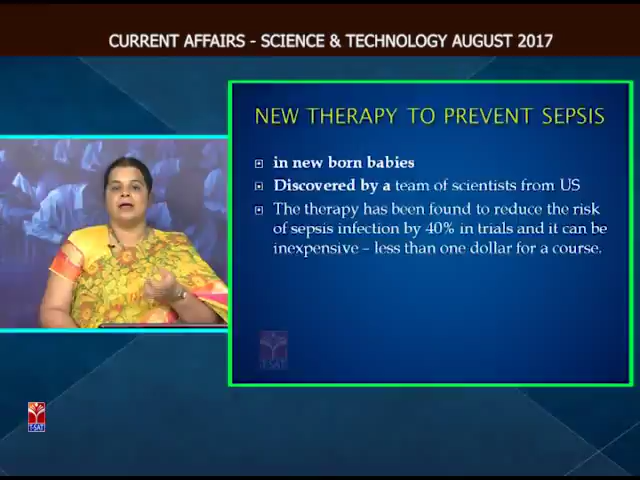 CURRENT AFFAIRS - SCIENCE & TECHNOLOGY AUGUST 2017
NEW THERAPY TO PREVENT SEPSIS
in new born babies
Discovered by a team of scientists from US
The therapy has been found to reduce the risk
of sepsis infection by 40% in trials and it can be
inexpensive – less than one dollar for a course.
T-SAT
T-SAT